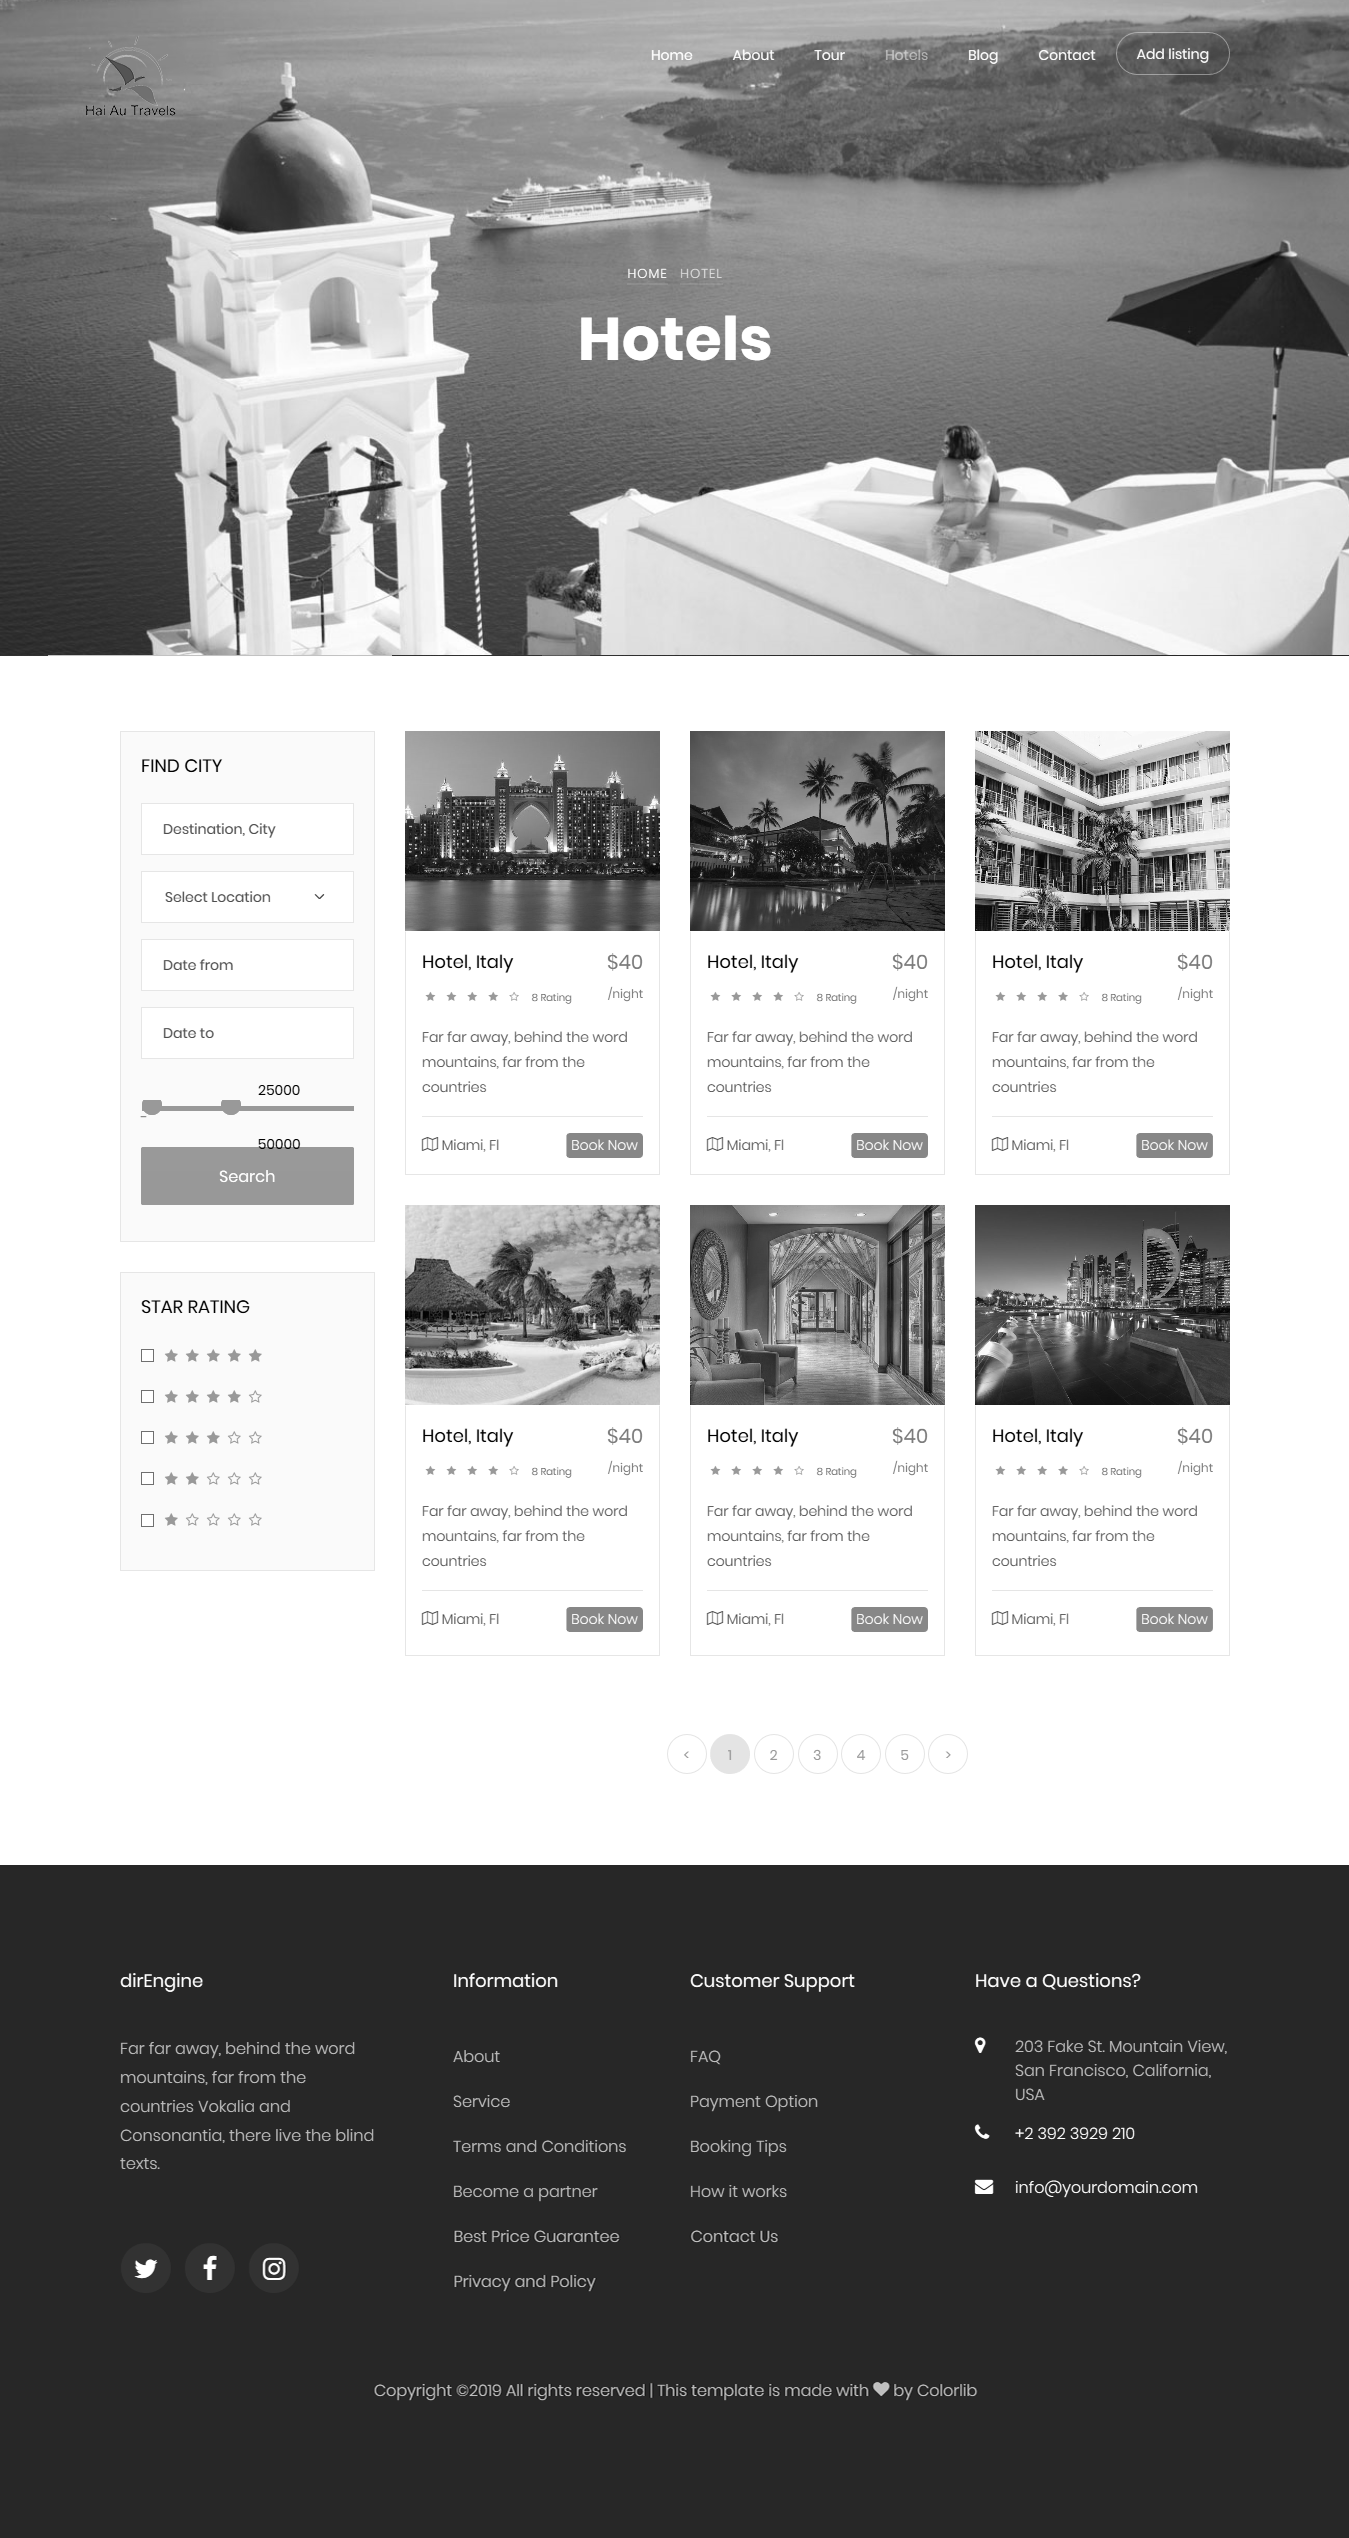 Hai Au Travels
Home About Tour Hotels Blog Contact Add listing
HOME HOTEL
Hotels
FIND CITY
Destination, City
Select Location
Date from
Date to
25000
50000
Search
STAR RATING
Hotel, Italy $40
8 Rating /night
Far far away, behind the word
mountains, far from the
countries
Miami, Fl Book Now
Hotel, Italy $40
8 Rating /night
Far far away, behind the word
mountains, far from the
countries
Miami, Fl Book Now
Hotel, Italy $40
8 Rating /night
Far far away, behind the word
mountains, far from the
countries
Miami, Fl Book Now
Hotel, Italy $40
8 Rating /night
Far far away, behind the word
mountains, far from the
countries
Miami, Fl Book Now
Hotel, Italy $40
8 Rating /night
Far far away, behind the word
mountains, far from the
countries
Miami, Fl Book Now
Hotel, Italy $40
8 Rating /night
Far far away, behind the word
mountains, far from the
countries
Miami, Fl Book Now
< 1 2 3 4 5 >
dirEngine
Far far away, behind the word
mountains, far from the
countries Vokalia and
Consonantia, there live the blind
texts.
Information
About
Service
Terms and Conditions
Become a partner
Best Price Guarantee
Privacy and Policy
Customer Support
FAQ
Payment Option
Booking Tips
How it works
Contact Us
Have a Questions?
203 Fake St. Mountain View,
San Francisco, California,
USA
+2 392 3929 210
info@yourdomain.com
Copyright ©2019 All rights reserved | This template is made with ♥ by Colorlib